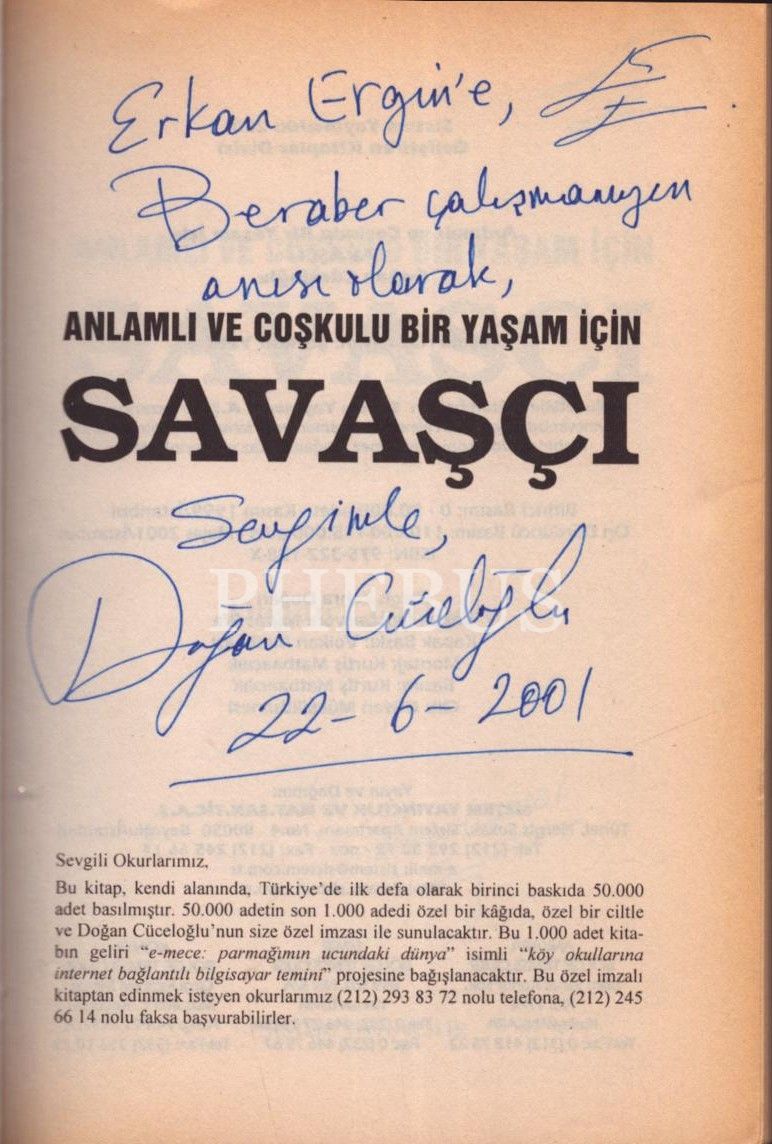 Erkan Ergin'e,
Beraber çalışmamızın
anısı olarak,
ANLAMLI VE COŞKULU BİR YAŞAM İÇİN
SAVAŞÇI
Sevgimle,
PHEBUS
Doğan Cüceloğlu
22-6 2001
Sevgili Okurlarımız,
Bu kitap, kendi alanında, Türkiye'de ilk defa olarak birinci baskıda 50.000
adet basılmıştır. 50.000 adetin son 1.000 adedi özel bir kâğıda, özel bir ciltle
ve Doğan Cüceloğlu'nun size özel imzası ile sunulacaktır. Bu 1.000 adet kita-
bın geliri "e-mece: parmağımın ucundaki dünya" isimli "köy okullarına
internet bağlantılı bilgisayar temini" projesine bağışlanacaktır. Bu özel imzalı
kitaptan edinmek isteyen okurlarımız (212) 293 83 72 nolu telefona, (212) 245
66 14 nolu faksa başvurabilirler.